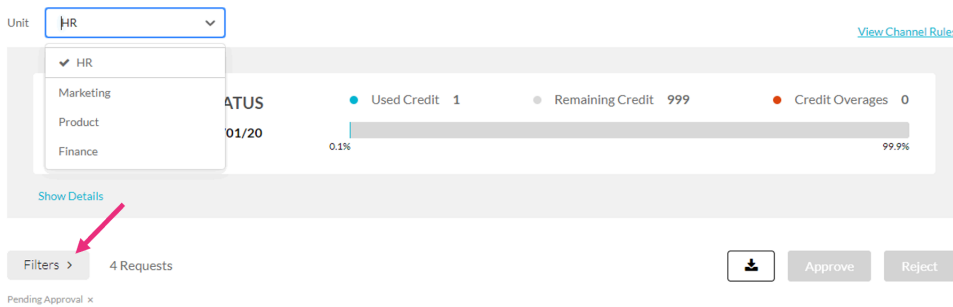 Unit HR
View Channel Rules
HR
Marketing
Product
Finance
ATUS
01/20
Used Credit 1 Remaining Credit 999 Credit Overages 0
0.1% 99.9%
Show Details
Filters > 4 Requests Approve Reject
Pending Approval ×